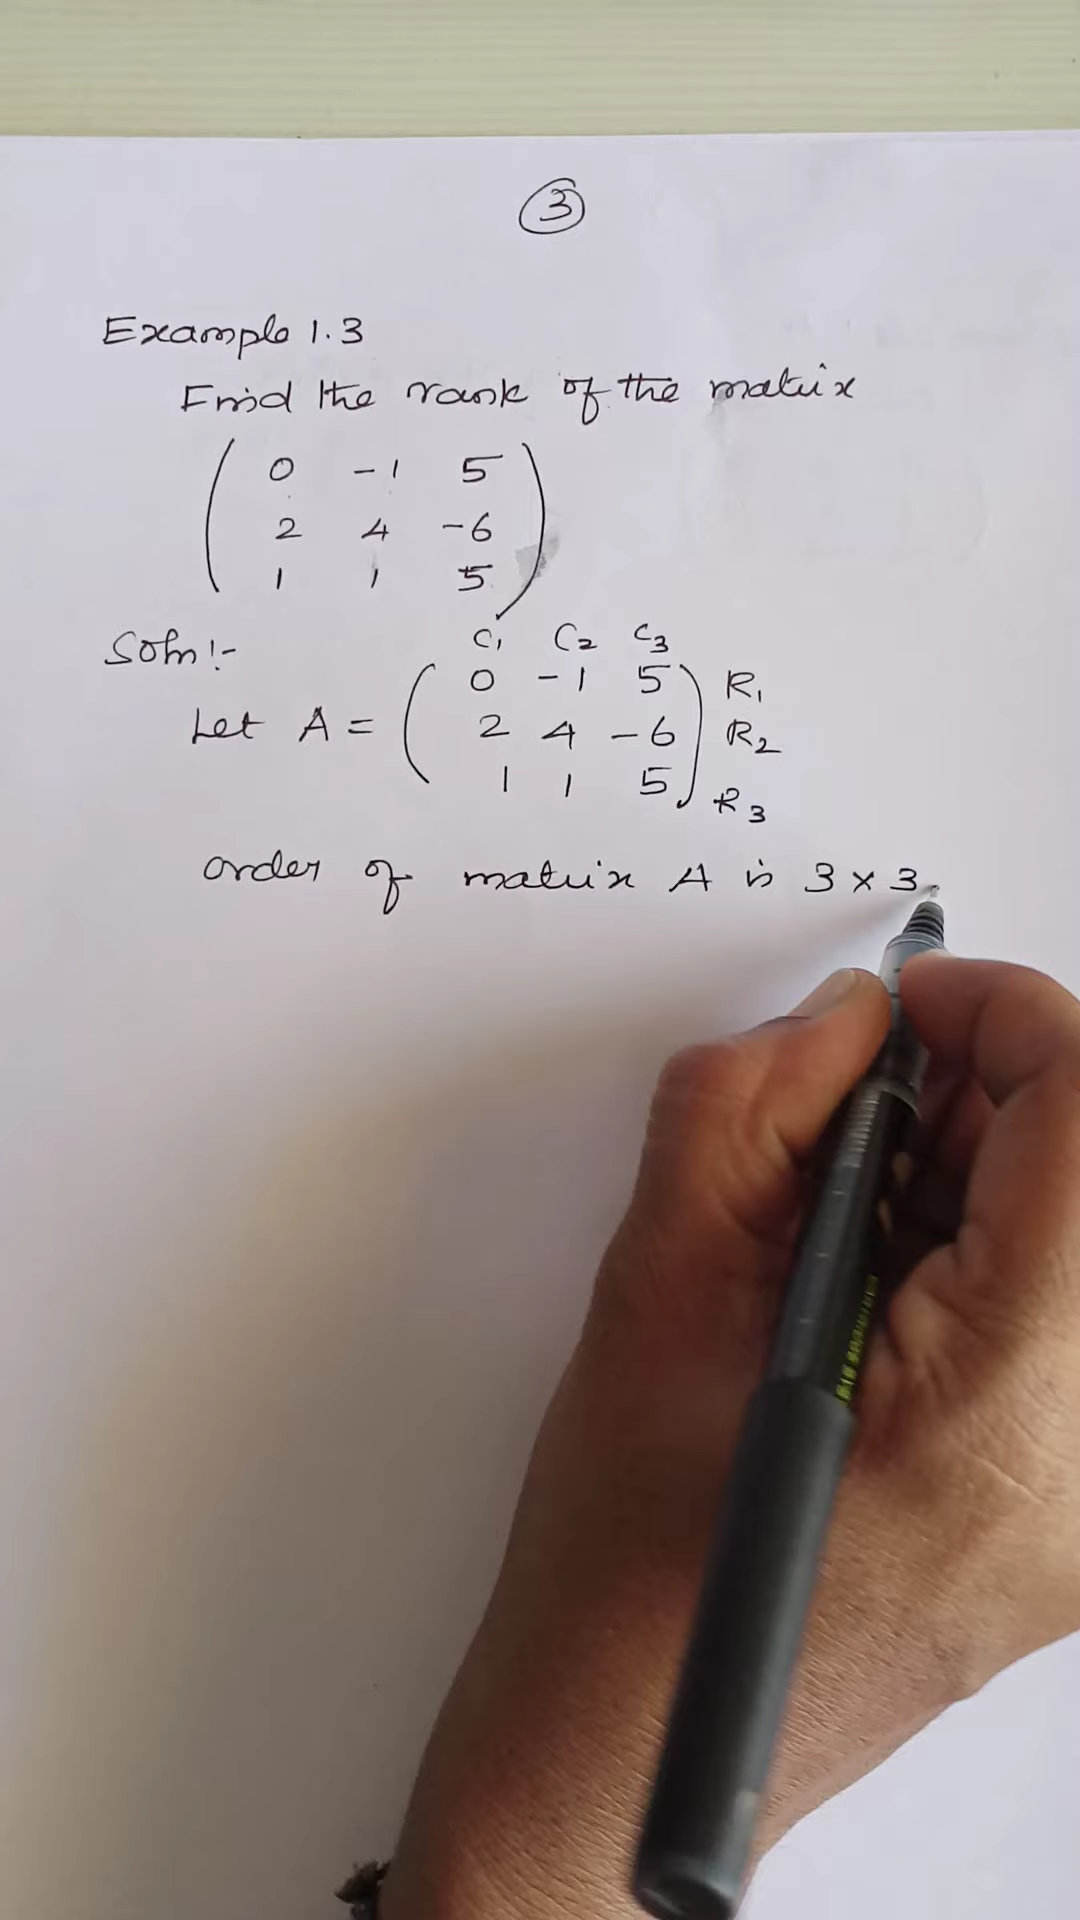 3
Example 1.3
Find the rank of the matrix
0 -1 5
2 4 -6
1 1 5
Soln:-
C1 C2 C3
0 -1 5 R1
Let A = 2 4 -6 R2
1 1 5 R3
order of matrix A is 3 x 3.